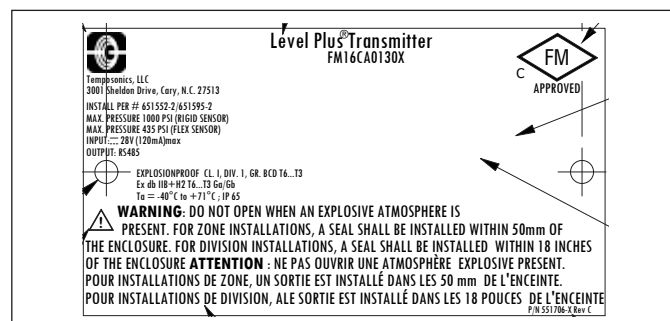 Level Plus® Transmitter
FM16CA0130X
FM
C
APPROVED
Temposonics, LLC
3001 Sheldon Drive, Cary, N.C. 27513
INSTALL PER # 651552-2/651595-2
MAX. PRESSURE 1000 PSI (RIGID SENSOR)
MAX. PRESSURE 435 PSI (FLEX SENSOR)
INPUT: ⎓ 28V (120mA)max
OUTPUT: RS485
EXPLOSIONPROOF CL. I, DIV. 1, GR. BCD T6...T3
Ex db IIB+H2 T6...T3 Ga/Gb
Ta = -40°C to +71°C ; IP 65
WARNING: DO NOT OPEN WHEN AN EXPLOSIVE ATMOSPHERE IS
PRESENT. FOR ZONE INSTALLATIONS, A SEAL SHALL BE INSTALLED WITHIN 50mm OF
THE ENCLOSURE. FOR DIVISION INSTALLATIONS, A SEAL SHALL BE INSTALLED WITHIN 18 INCHES
OF THE ENCLOSURE ATTENTION : NE PAS OUVRIR UNE ATMOSPHÈRE EXPLOSIVE PRESENT.
POUR INSTALLATIONS DE ZONE, UN SORTIE EST INSTALLÉ DANS LES 50 mm DE L'ENCEINTE.
POUR INSTALLATIONS DE DIVISION, ALE SORTIE EST INSTALLÉ DANS LES 18 POUCES DE L'ENCEINTE
P/N 551706-X Rev C